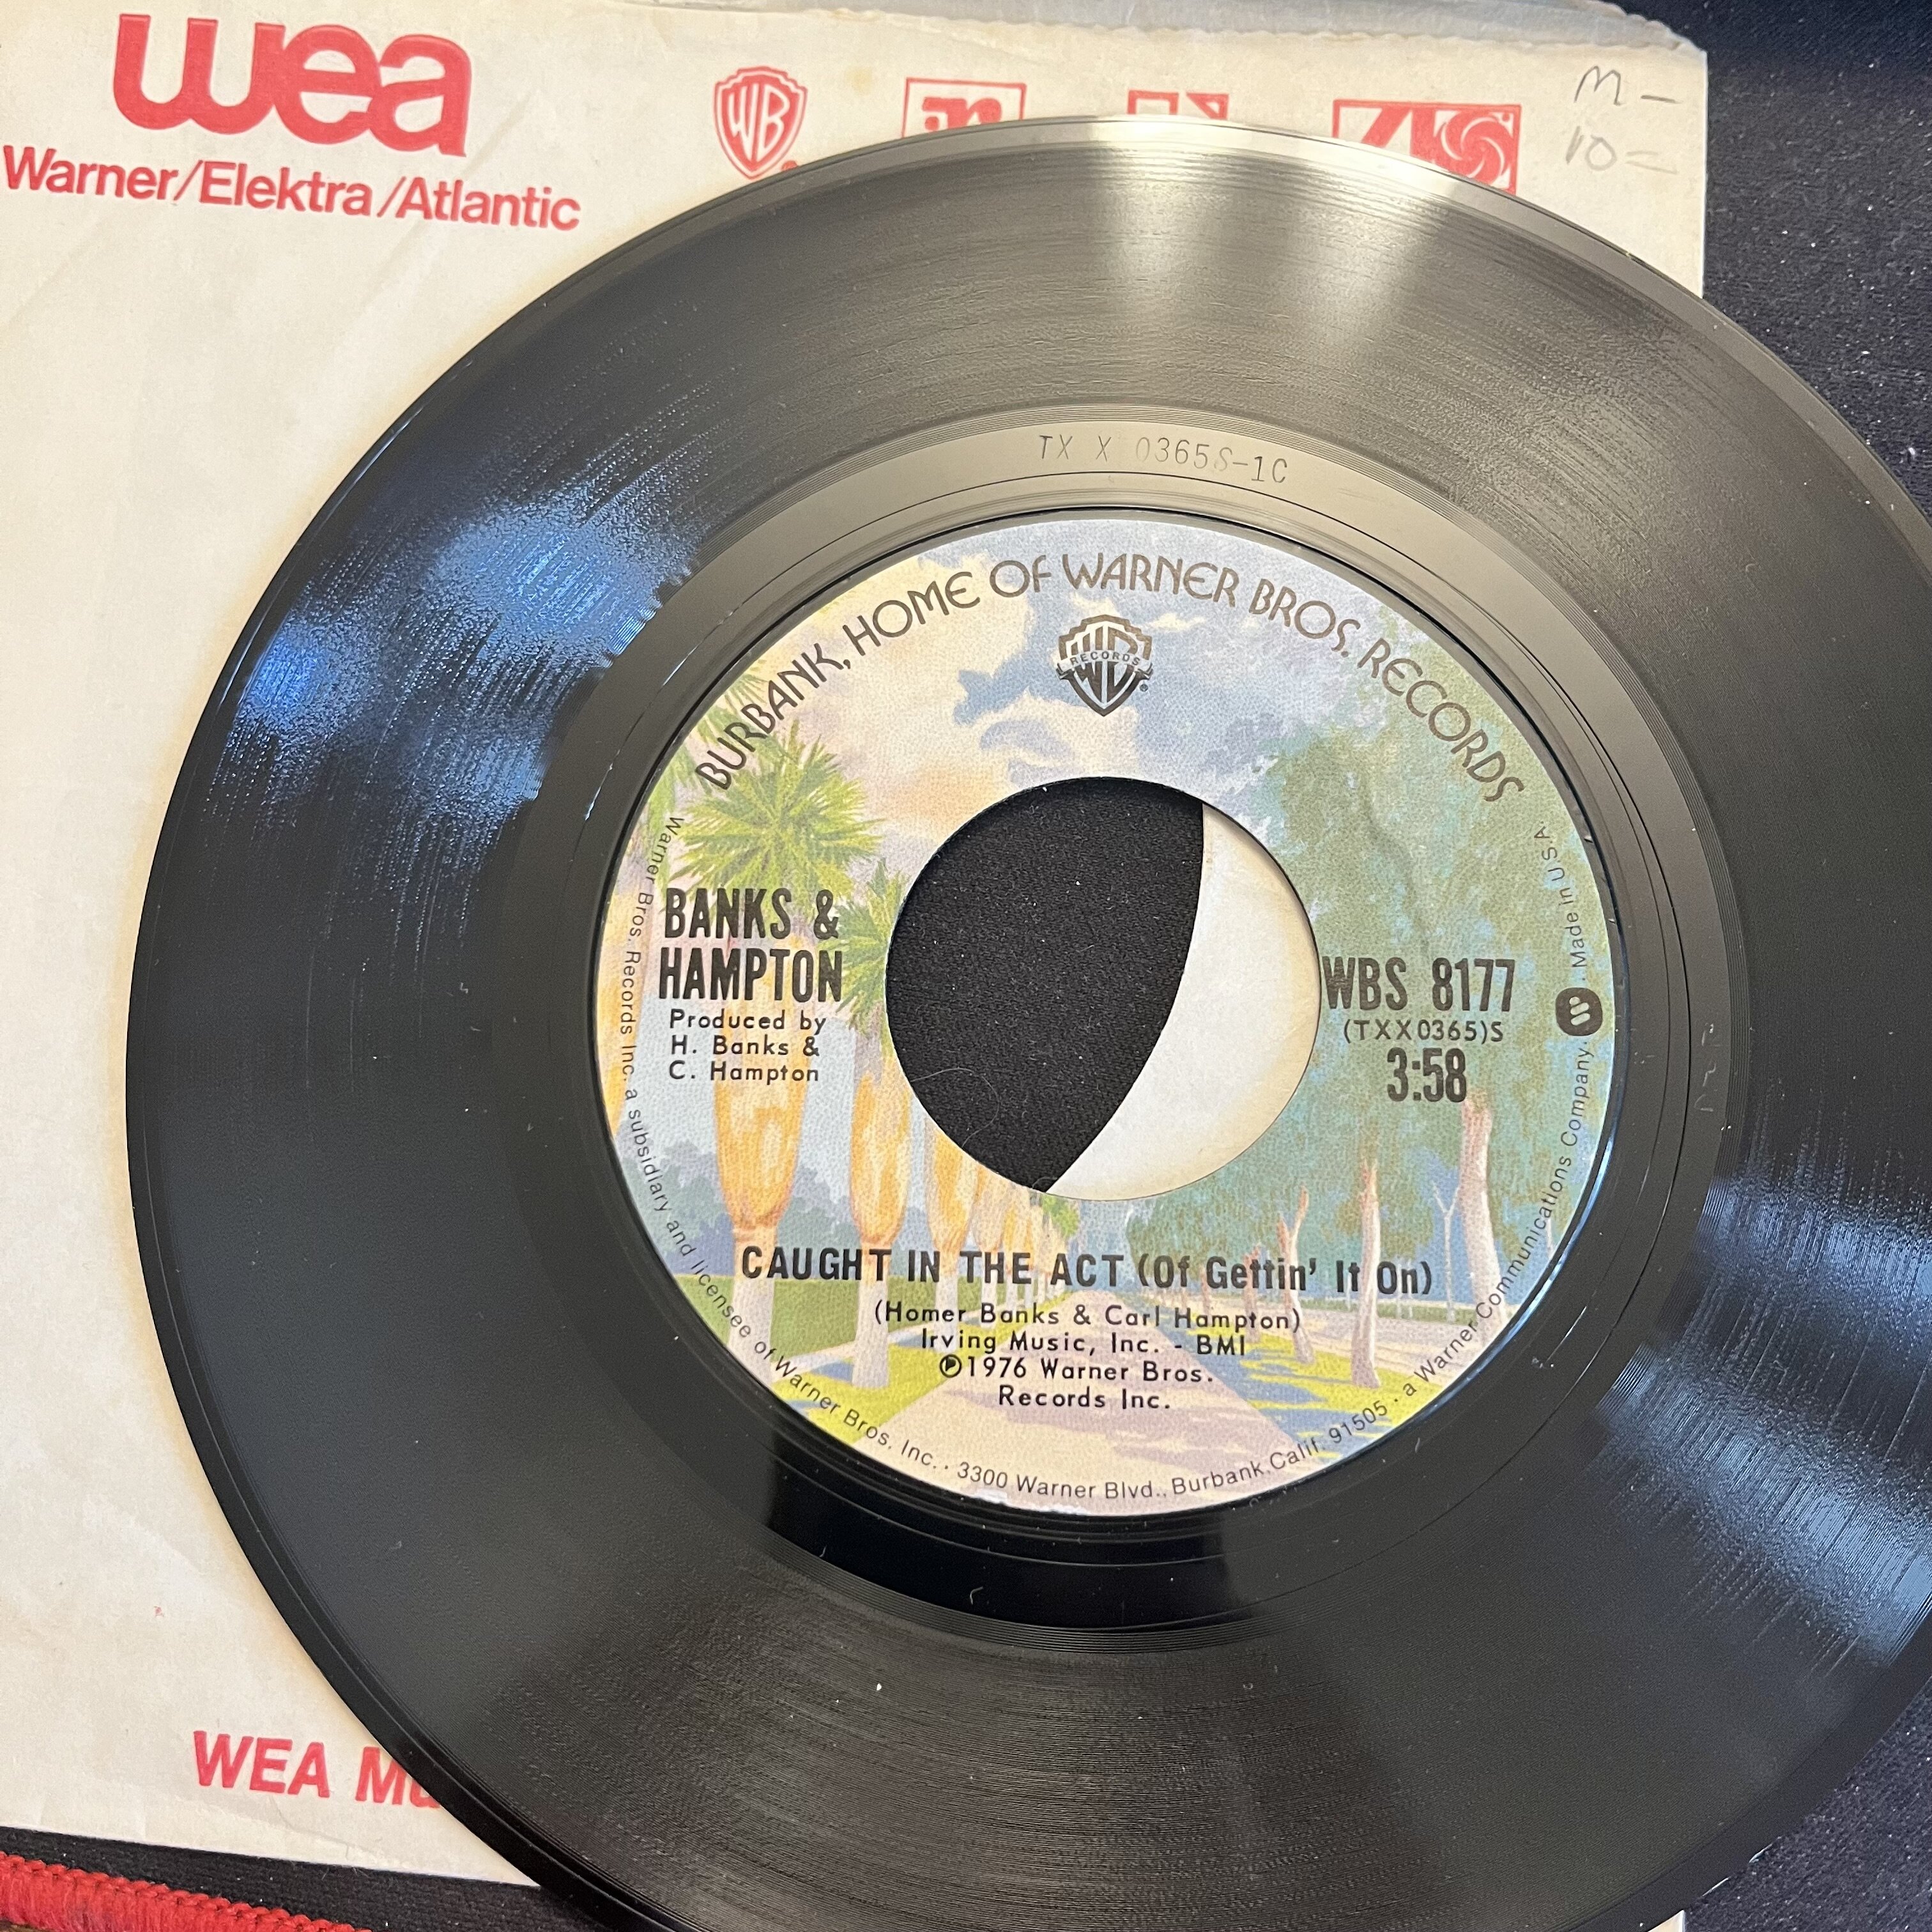 wea
Warner/Elektra/Atlantic
WB
M-
10=
TX X 0365S-1C
BURBANK, HOME OF WARNER BROS. RECORDS
RECORDS
BANKS &
HAMPTON
Produced by
H. Banks &
C. Hampton
WBS 8177
(TXX0365)S
3:58
CAUGHT IN THE ACT (Of Gettin' It On)
(Homer Banks & Carl Hampton)
Irving Music, Inc. - BMI
℗1976 Warner Bros.
Records Inc.
Warner Bros. Records Inc. a subsidiary and licensee of Warner Bros. Inc. · 3300 Warner Blvd., Burbank, Calif. 91505 · a Warner Communications Company. · Made in U.S.A.
WEA